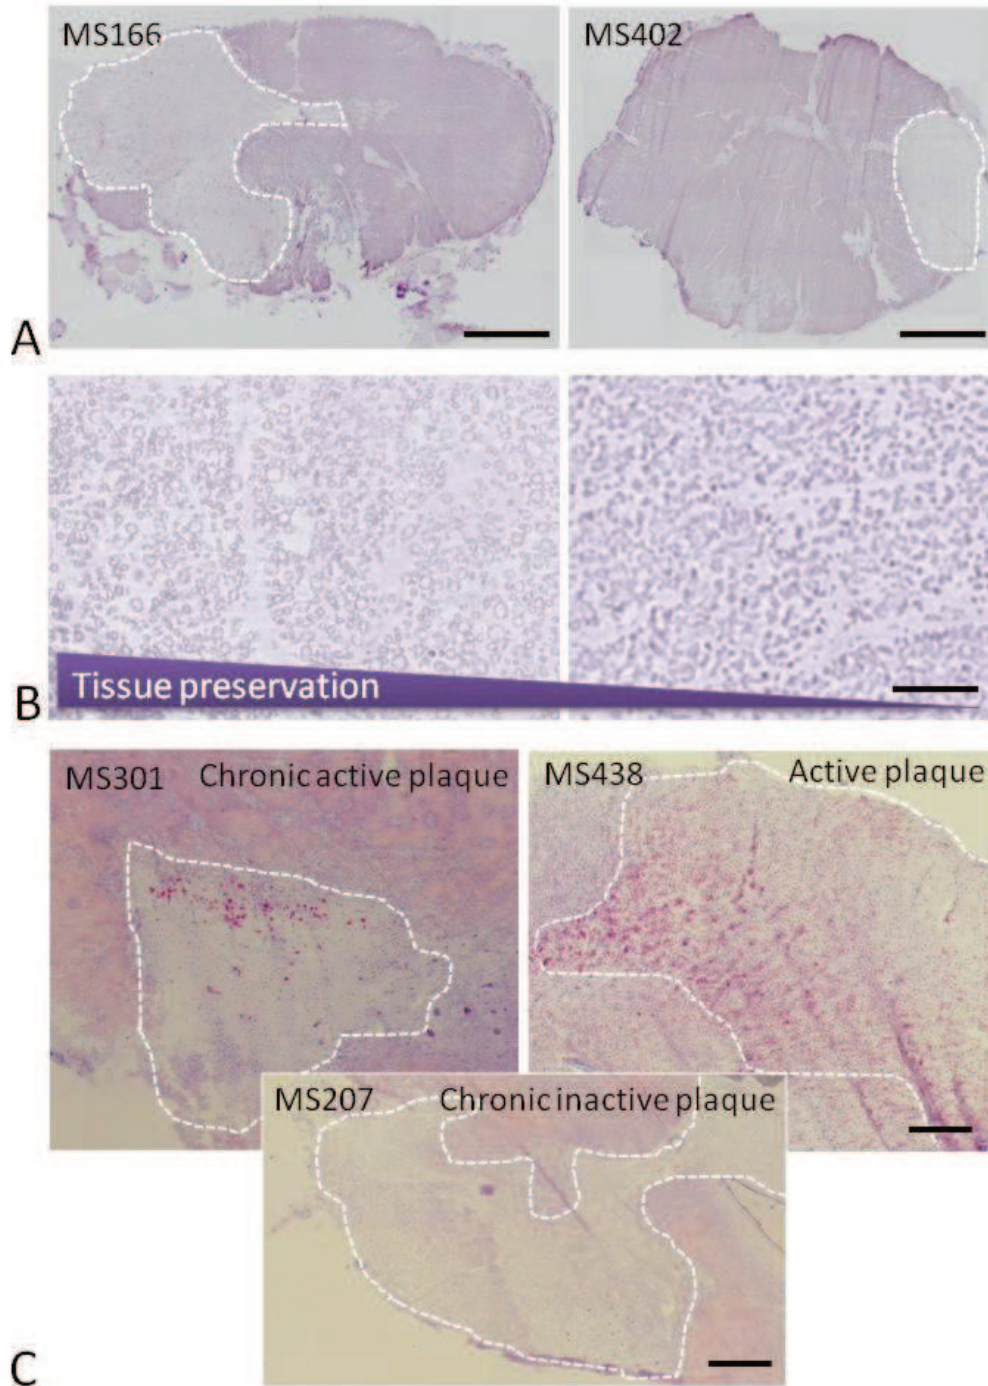 MS166
MS402
A
Tissue preservation
B
MS301
Chronic active plaque
MS438
Active plaque
MS207
Chronic inactive plaque
C